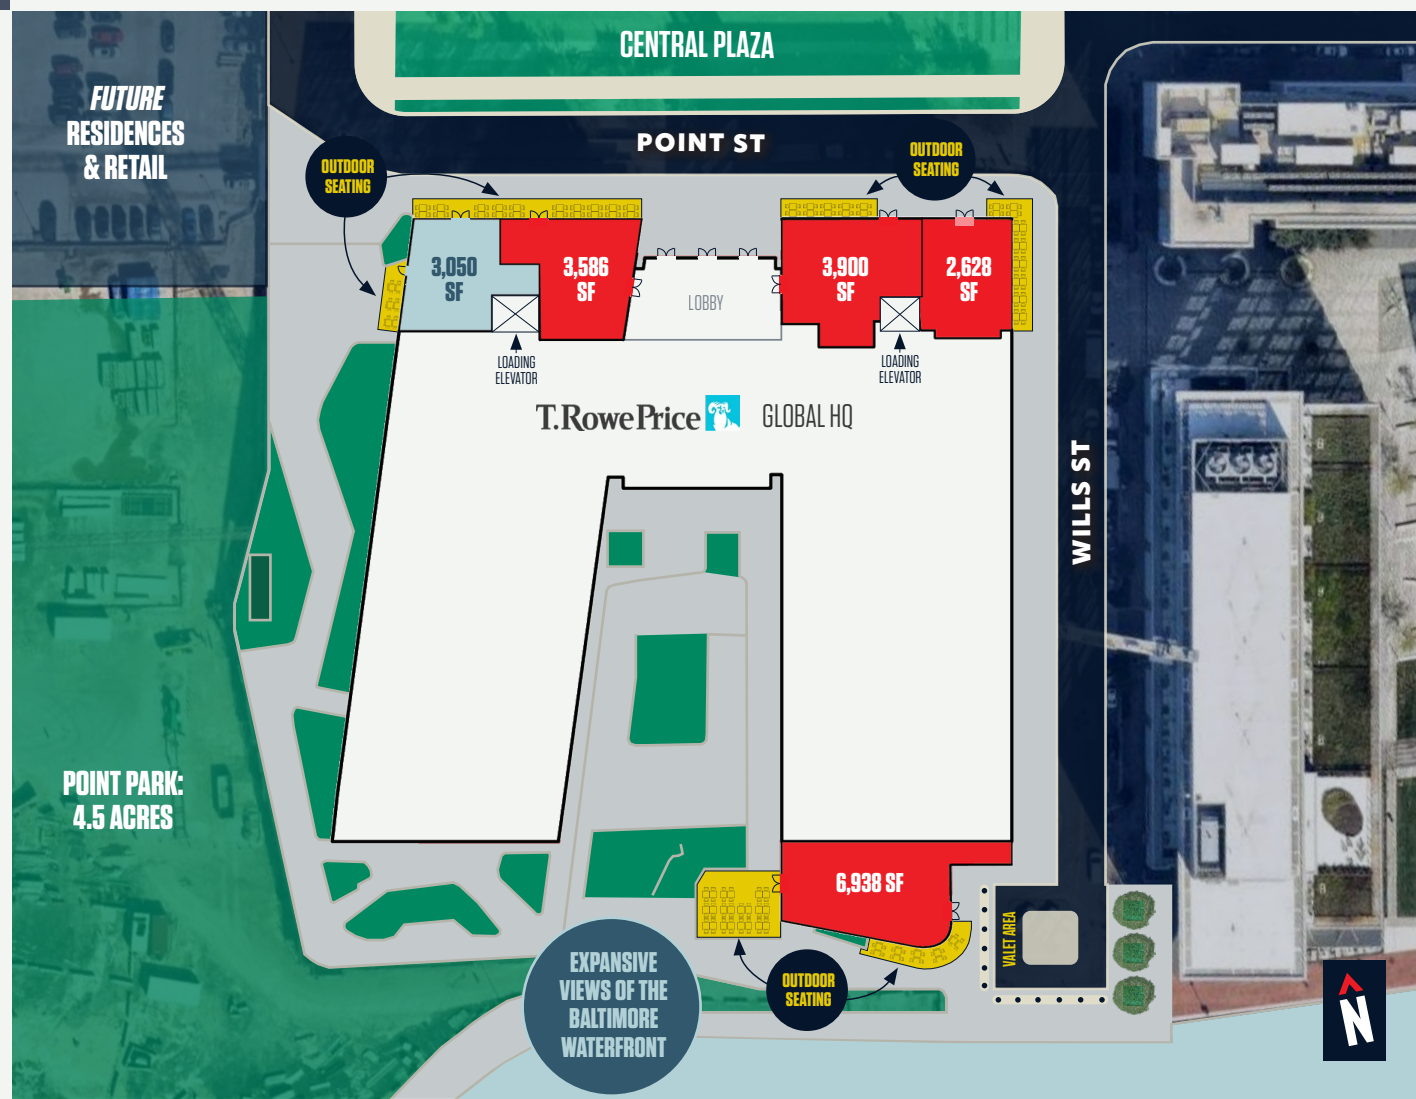 CENTRAL PLAZA
FUTURE
RESIDENCES
& RETAIL
POINT ST
OUTDOOR
SEATING
OUTDOOR
SEATING
3,050
SF
3,586
SF
LOBBY
3,900
SF
2,628
SF
LOADING
ELEVATOR
LOADING
ELEVATOR
T.RowePrice
GLOBAL HQ
WILLS ST
POINT PARK:
4.5 ACRES
6,938 SF
VALET AREA
OUTDOOR
SEATING
EXPANSIVE
VIEWS OF THE
BALTIMORE
WATERFRONT
N